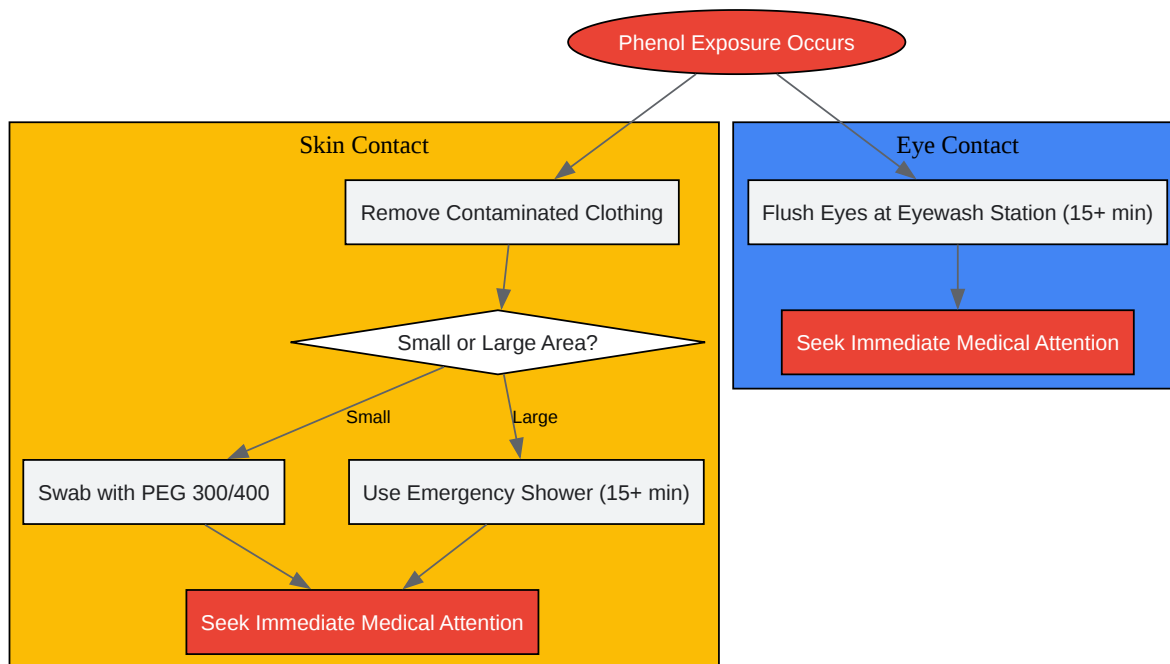 Phenol Exposure Occurs
Skin Contact
Eye Contact
Remove Contaminated Clothing
Flush Eyes at Eyewash Station (15+ min)
Small or Large Area?
Seek Immediate Medical Attention
Small
Large
Swab with PEG 300/400
Use Emergency Shower (15+ min)
Seek Immediate Medical Attention